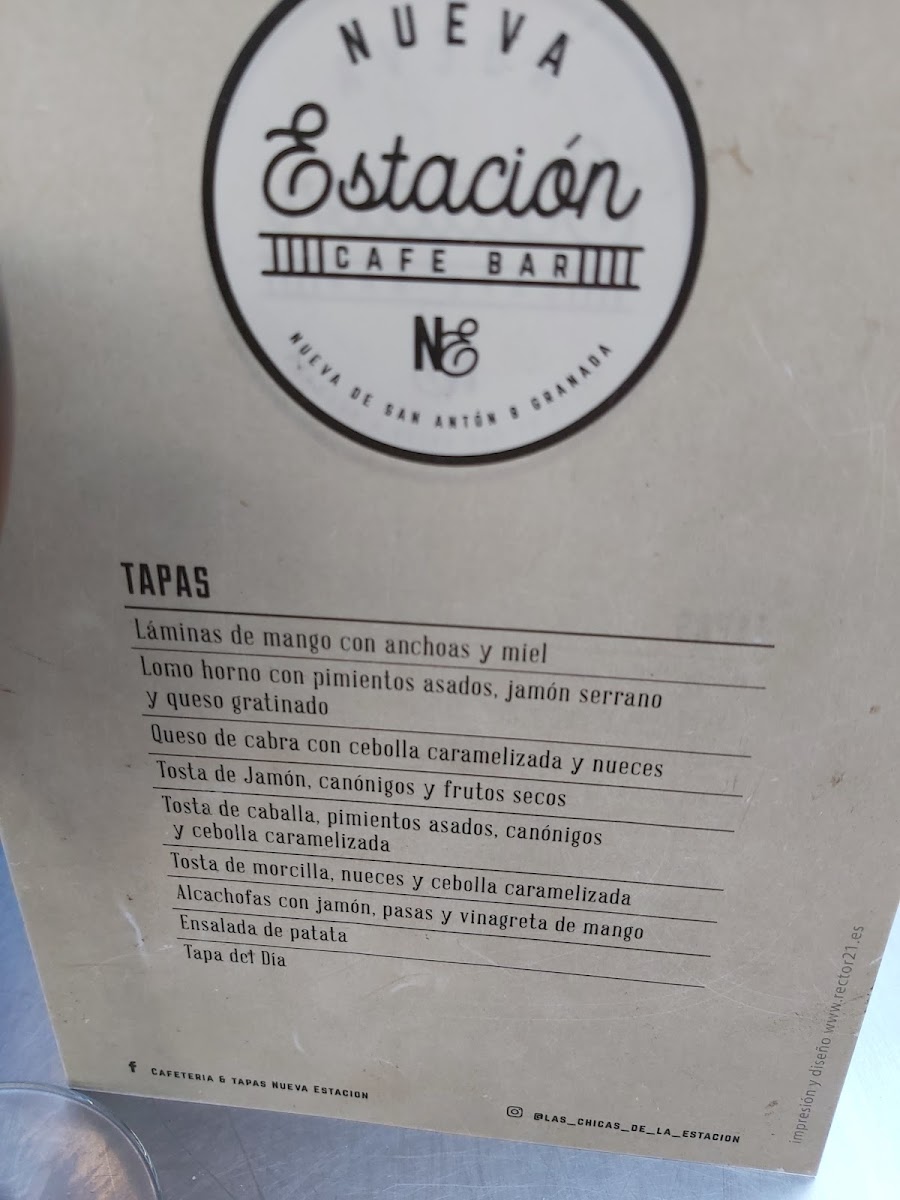 NUEVA
Estación
CAFE BAR
NE
NUEVA DE SAN ANTÓN 8 GRANADA
TAPAS
Láminas de mango con anchoas y miel
Lomo horno con pimientos asados, jamón serrano
y queso gratinado
Queso de cabra con cebolla caramelizada y nueces
Tosta de Jamón, canónigos y frutos secos
Tosta de caballa, pimientos asados, canónigos
y cebolla caramelizada
Tosta de morcilla, nueces y cebolla caramelizada
Alcachofas con jamón, pasas y vinagreta de mango
Ensalada de patata
Tapa del Día
CAFETERIA & TAPAS NUEVA ESTACION
@LAS_CHICAS_DE_LA_ESTACION
impresión y diseño www.rector21.es